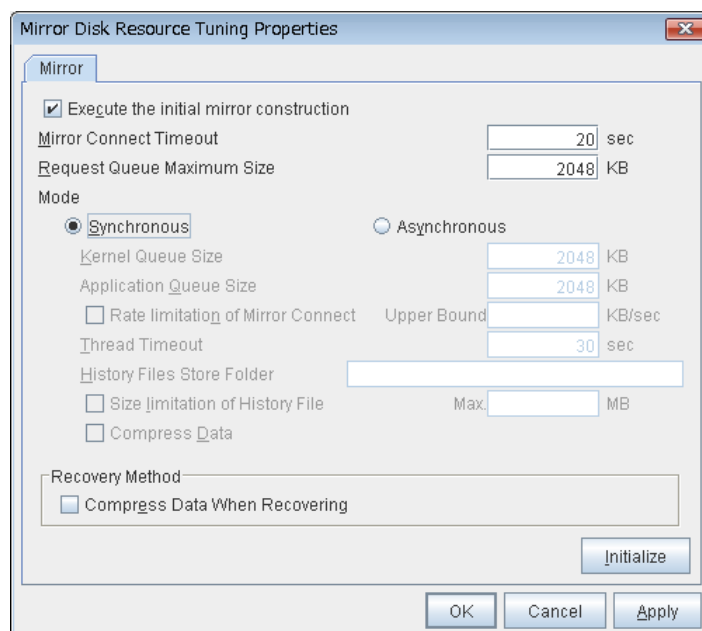 Mirror Disk Resource Tuning Properties
Mirror
Execute the initial mirror construction
Mirror Connect Timeout 20 sec
Request Queue Maximum Size 2048 KB
Mode
Synchronous Asynchronous
Kernel Queue Size 2048 KB
Application Queue Size 2048 KB
Rate limitation of Mirror Connect Upper Bound KB/sec
Thread Timeout 30 sec
History Files Store Folder
Size limitation of History File Max. MB
Compress Data
Recovery Method
Compress Data When Recovering
Initialize
OK Cancel Apply